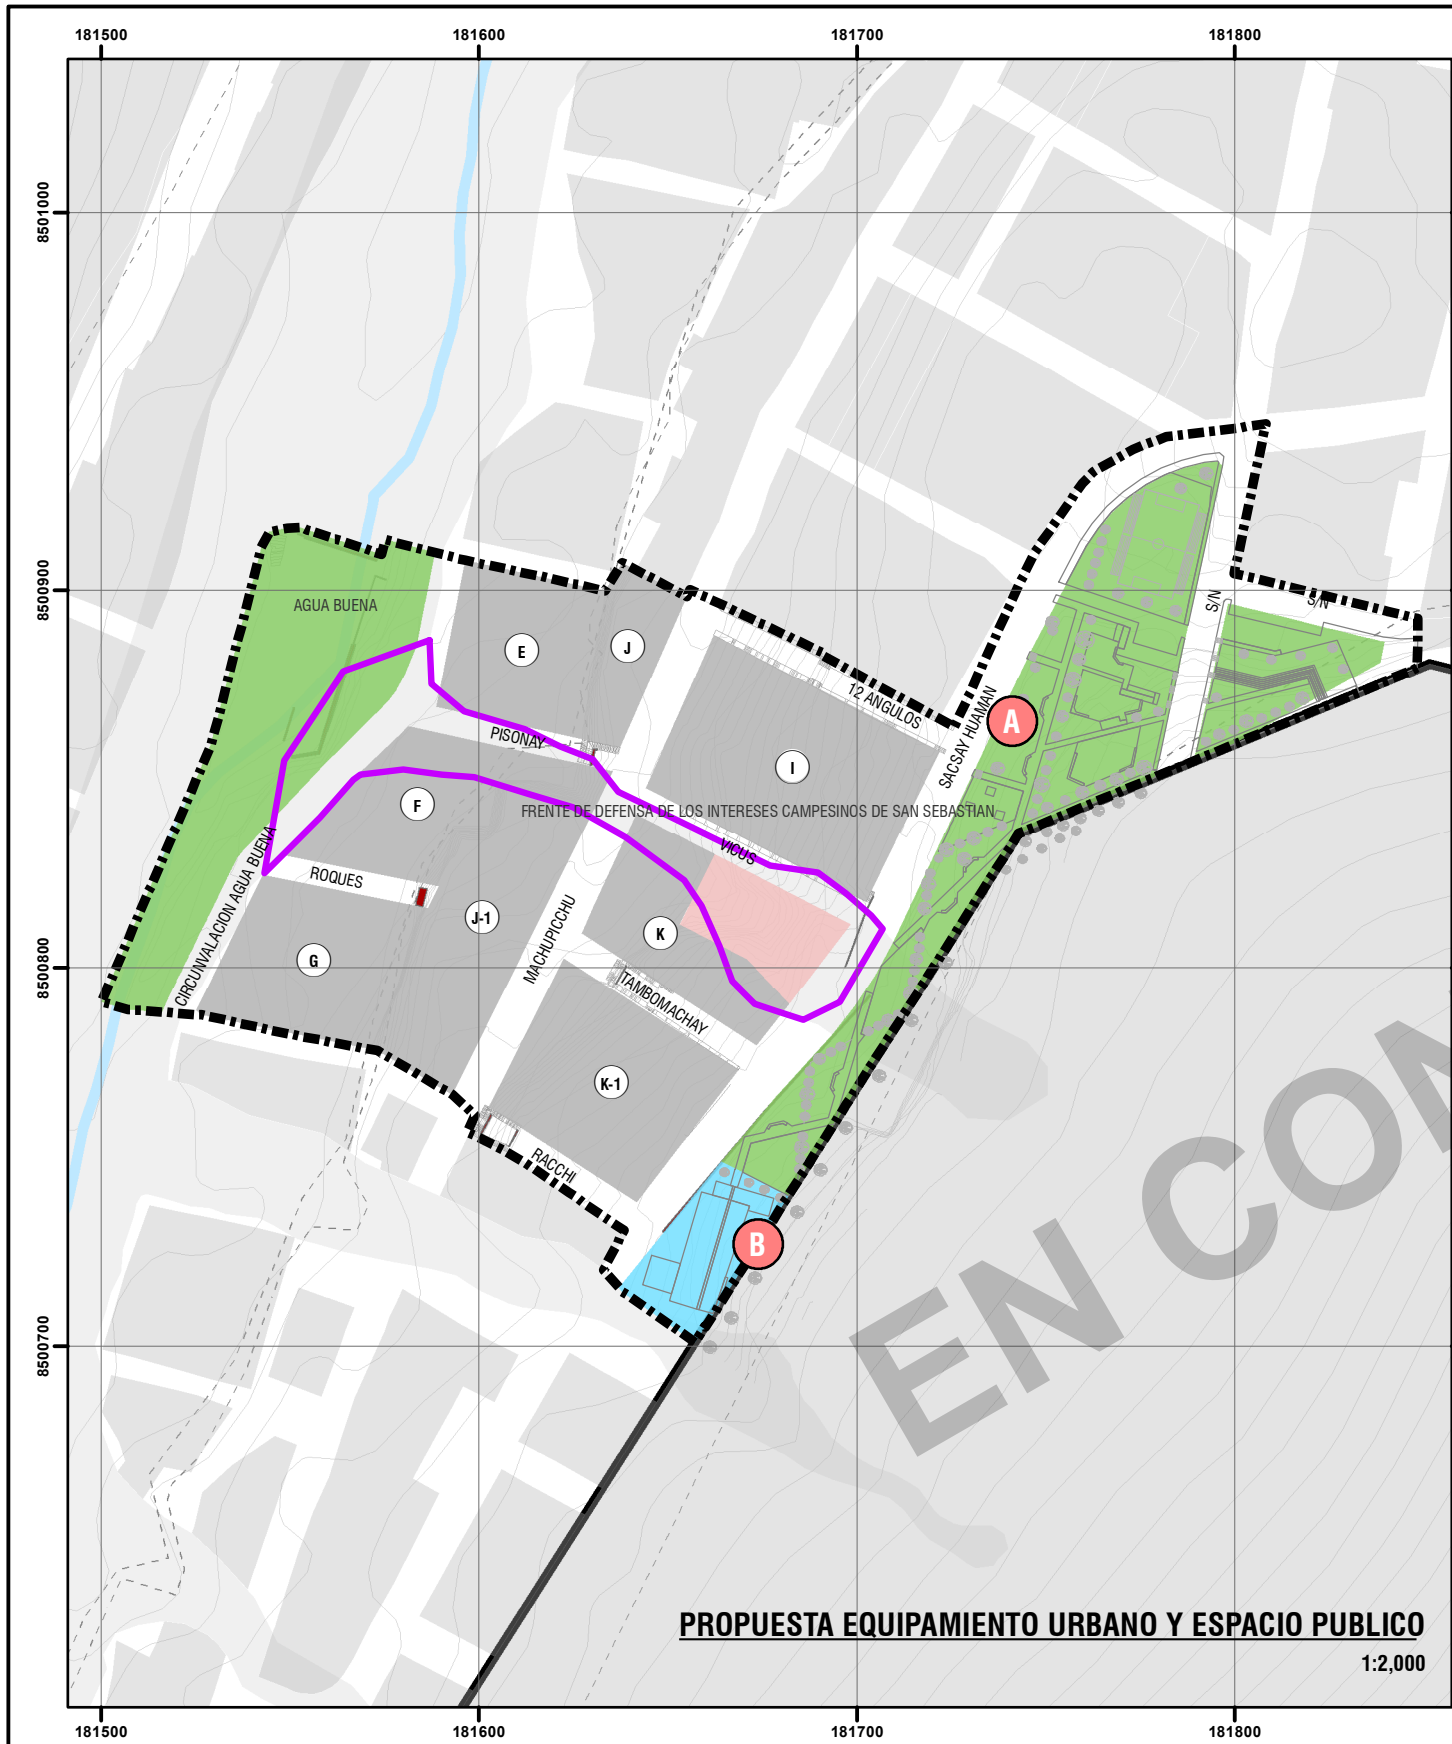 181500
181600
181700
181800
8501000
8500900
8500800
8500700
AGUA BUENA
E
J
S/N
S/N
12 ANGULOS
SACSAY HUAMAN
A
PISONAY
I
F
FRENTE DE DEFENSA DE LOS INTERESES CAMPESINOS DE SAN SEBASTIAN
VICUS
CIRCUNVALACION AGUA BUENA
ROQUES
J-1
MACHUPICCHU
K
G
TAMBOMACHAY
K-1
RACCHI
B
EN CON
PROPUESTA EQUIPAMIENTO URBANO Y ESPACIO PUBLICO
1:2,000
181500
181600
181700
181800